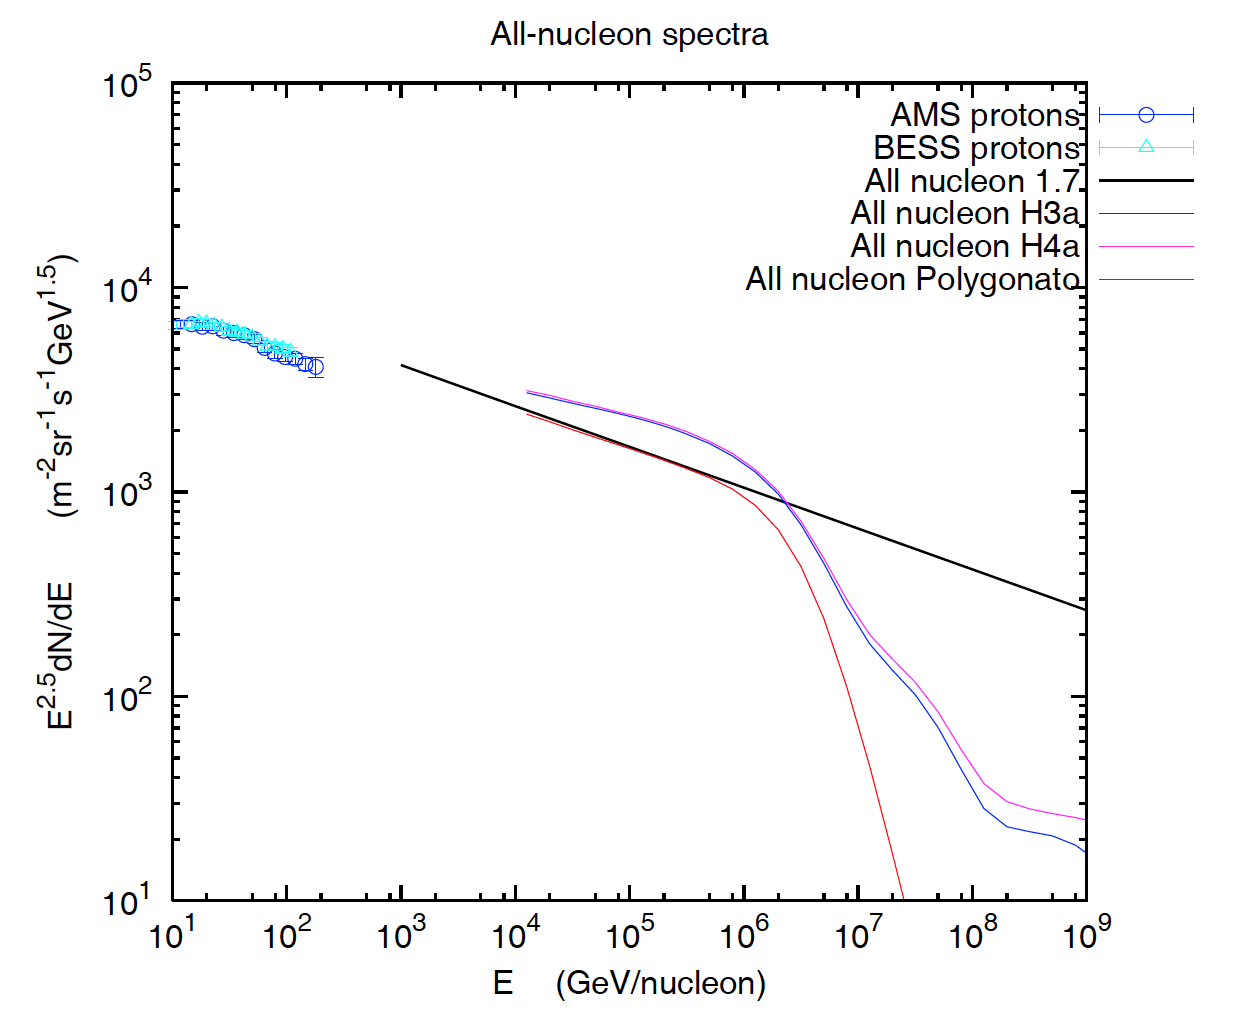 All-nucleon spectra
10^5
10^4
10^3
10^2
10^1
E^2.5dN/dE (m^-2sr^-1s^-1GeV^1.5)
AMS protons
BESS protons
All nucleon 1.7
All nucleon H3a
All nucleon H4a
All nucleon Polygonato
10^1 10^2 10^3 10^4 10^5 10^6 10^7 10^8 10^9
E (GeV/nucleon)